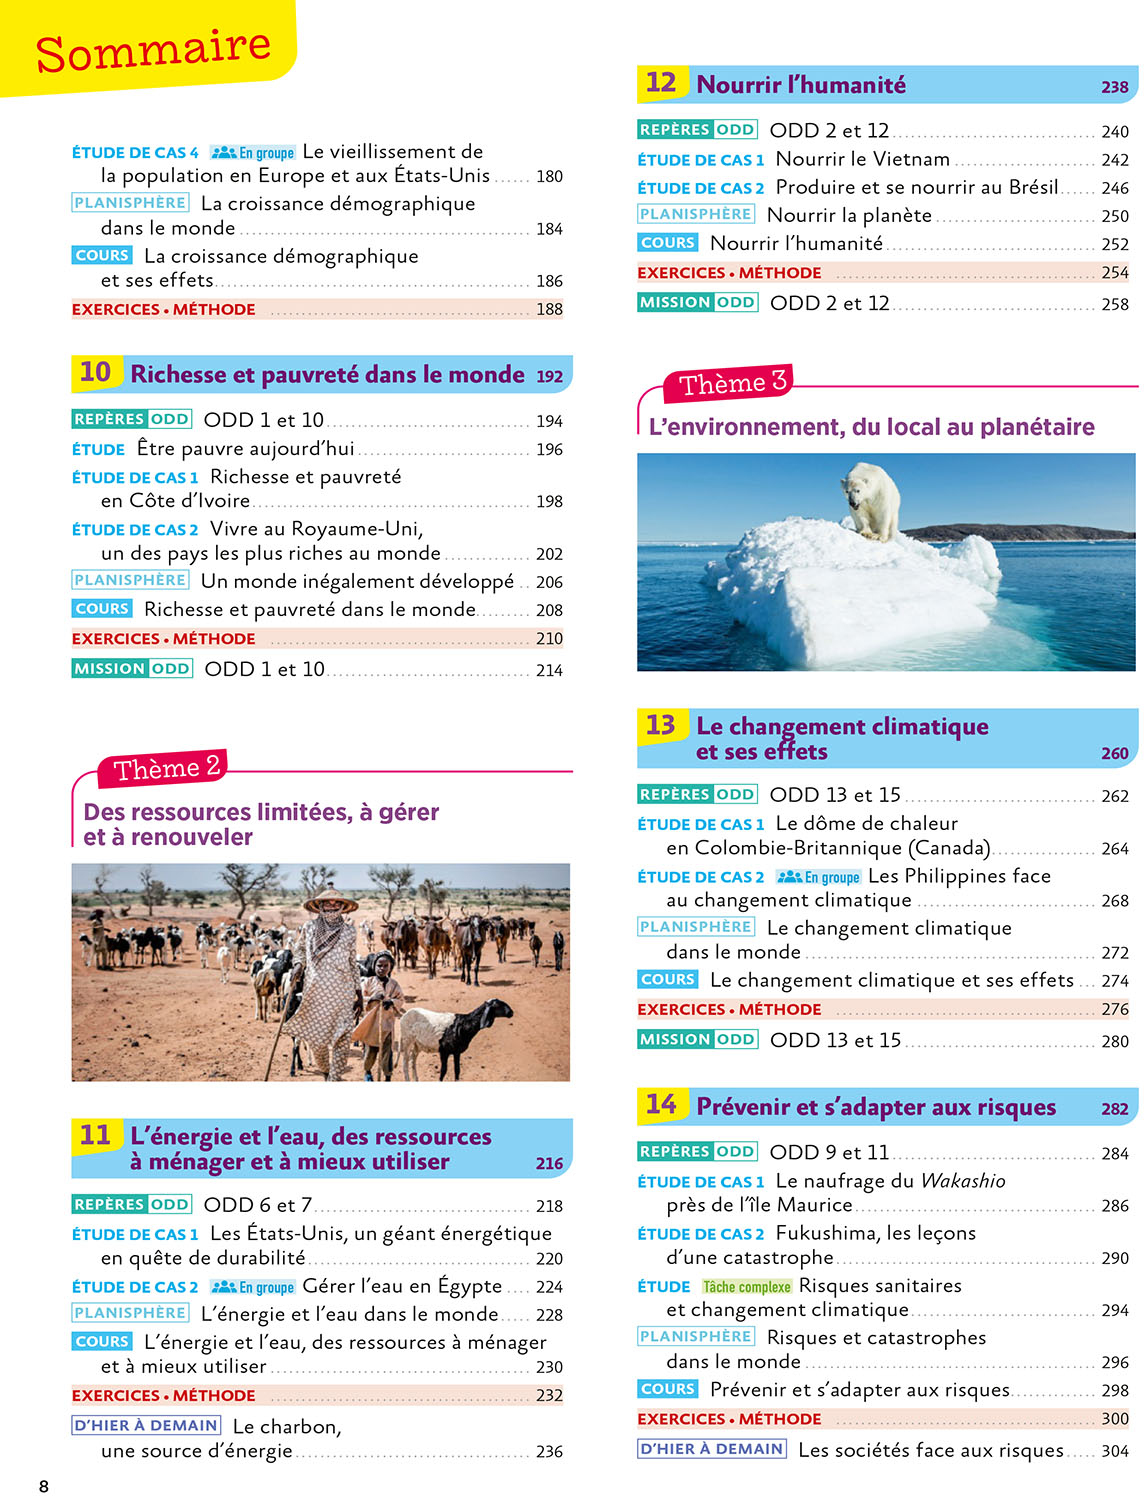 Sommaire
ÉTUDE DE CAS 4 En groupe Le vieillissement de
la population en Europe et aux États-Unis ...... 180
PLANISPHÈRE La croissance démographique
dans le monde ...... 184
COURS La croissance démographique
et ses effets ...... 186
EXERCICES • MÉTHODE ...... 188
10 Richesse et pauvreté dans le monde 192
REPÈRES ODD ODD 1 et 10 ...... 194
ÉTUDE Être pauvre aujourd’hui ...... 196
ÉTUDE DE CAS 1 Richesse et pauvreté
en Côte d’Ivoire ...... 198
ÉTUDE DE CAS 2 Vivre au Royaume-Uni,
un des pays les plus riches au monde ...... 202
PLANISPHÈRE Un monde inégalement développé .. 206
COURS Richesse et pauvreté dans le monde ...... 208
EXERCICES • MÉTHODE ...... 210
MISSION ODD ODD 1 et 10 ...... 214
Thème 2
Des ressources limitées, à gérer
et à renouveler
11 L’énergie et l’eau, des ressources
à ménager et à mieux utiliser 216
REPÈRES ODD ODD 6 et 7 ...... 218
ÉTUDE DE CAS 1 Les États-Unis, un géant énergétique
en quête de durabilité ...... 220
ÉTUDE DE CAS 2 En groupe Gérer l’eau en Égypte .... 224
PLANISPHÈRE L’énergie et l’eau dans le monde ..... 228
COURS L’énergie et l’eau, des ressources à ménager
et à mieux utiliser ...... 230
EXERCICES • MÉTHODE ...... 232
D’HIER À DEMAIN Le charbon,
une source d’énergie ...... 236
8
12 Nourrir l’humanité 238
REPÈRES ODD ODD 2 et 12 ...... 240
ÉTUDE DE CAS 1 Nourrir le Vietnam ...... 242
ÉTUDE DE CAS 2 Produire et se nourrir au Brésil ...... 246
PLANISPHÈRE Nourrir la planète ...... 250
COURS Nourrir l’humanité ...... 252
EXERCICES • MÉTHODE ...... 254
MISSION ODD ODD 2 et 12 ...... 258
Thème 3
L’environnement, du local au planétaire
13 Le changement climatique
et ses effets 260
REPÈRES ODD ODD 13 et 15 ...... 262
ÉTUDE DE CAS 1 Le dôme de chaleur
en Colombie-Britannique (Canada) ...... 264
ÉTUDE DE CAS 2 En groupe Les Philippines face
au changement climatique ...... 268
PLANISPHÈRE Le changement climatique
dans le monde ...... 272
COURS Le changement climatique et ses effets ... 274
EXERCICES • MÉTHODE ...... 276
MISSION ODD ODD 13 et 15 ...... 280
14 Prévenir et s’adapter aux risques 282
REPÈRES ODD ODD 9 et 11 ...... 284
ÉTUDE DE CAS 1 Le naufrage du Wakashio
près de l’île Maurice ...... 286
ÉTUDE DE CAS 2 Fukushima, les leçons
d’une catastrophe ...... 290
ÉTUDE Tâche complexe Risques sanitaires
et changement climatique ...... 294
PLANISPHÈRE Risques et catastrophes
dans le monde ...... 296
COURS Prévenir et s’adapter aux risques ...... 298
EXERCICES • MÉTHODE ...... 300
D’HIER À DEMAIN Les sociétés face aux risques ..... 304